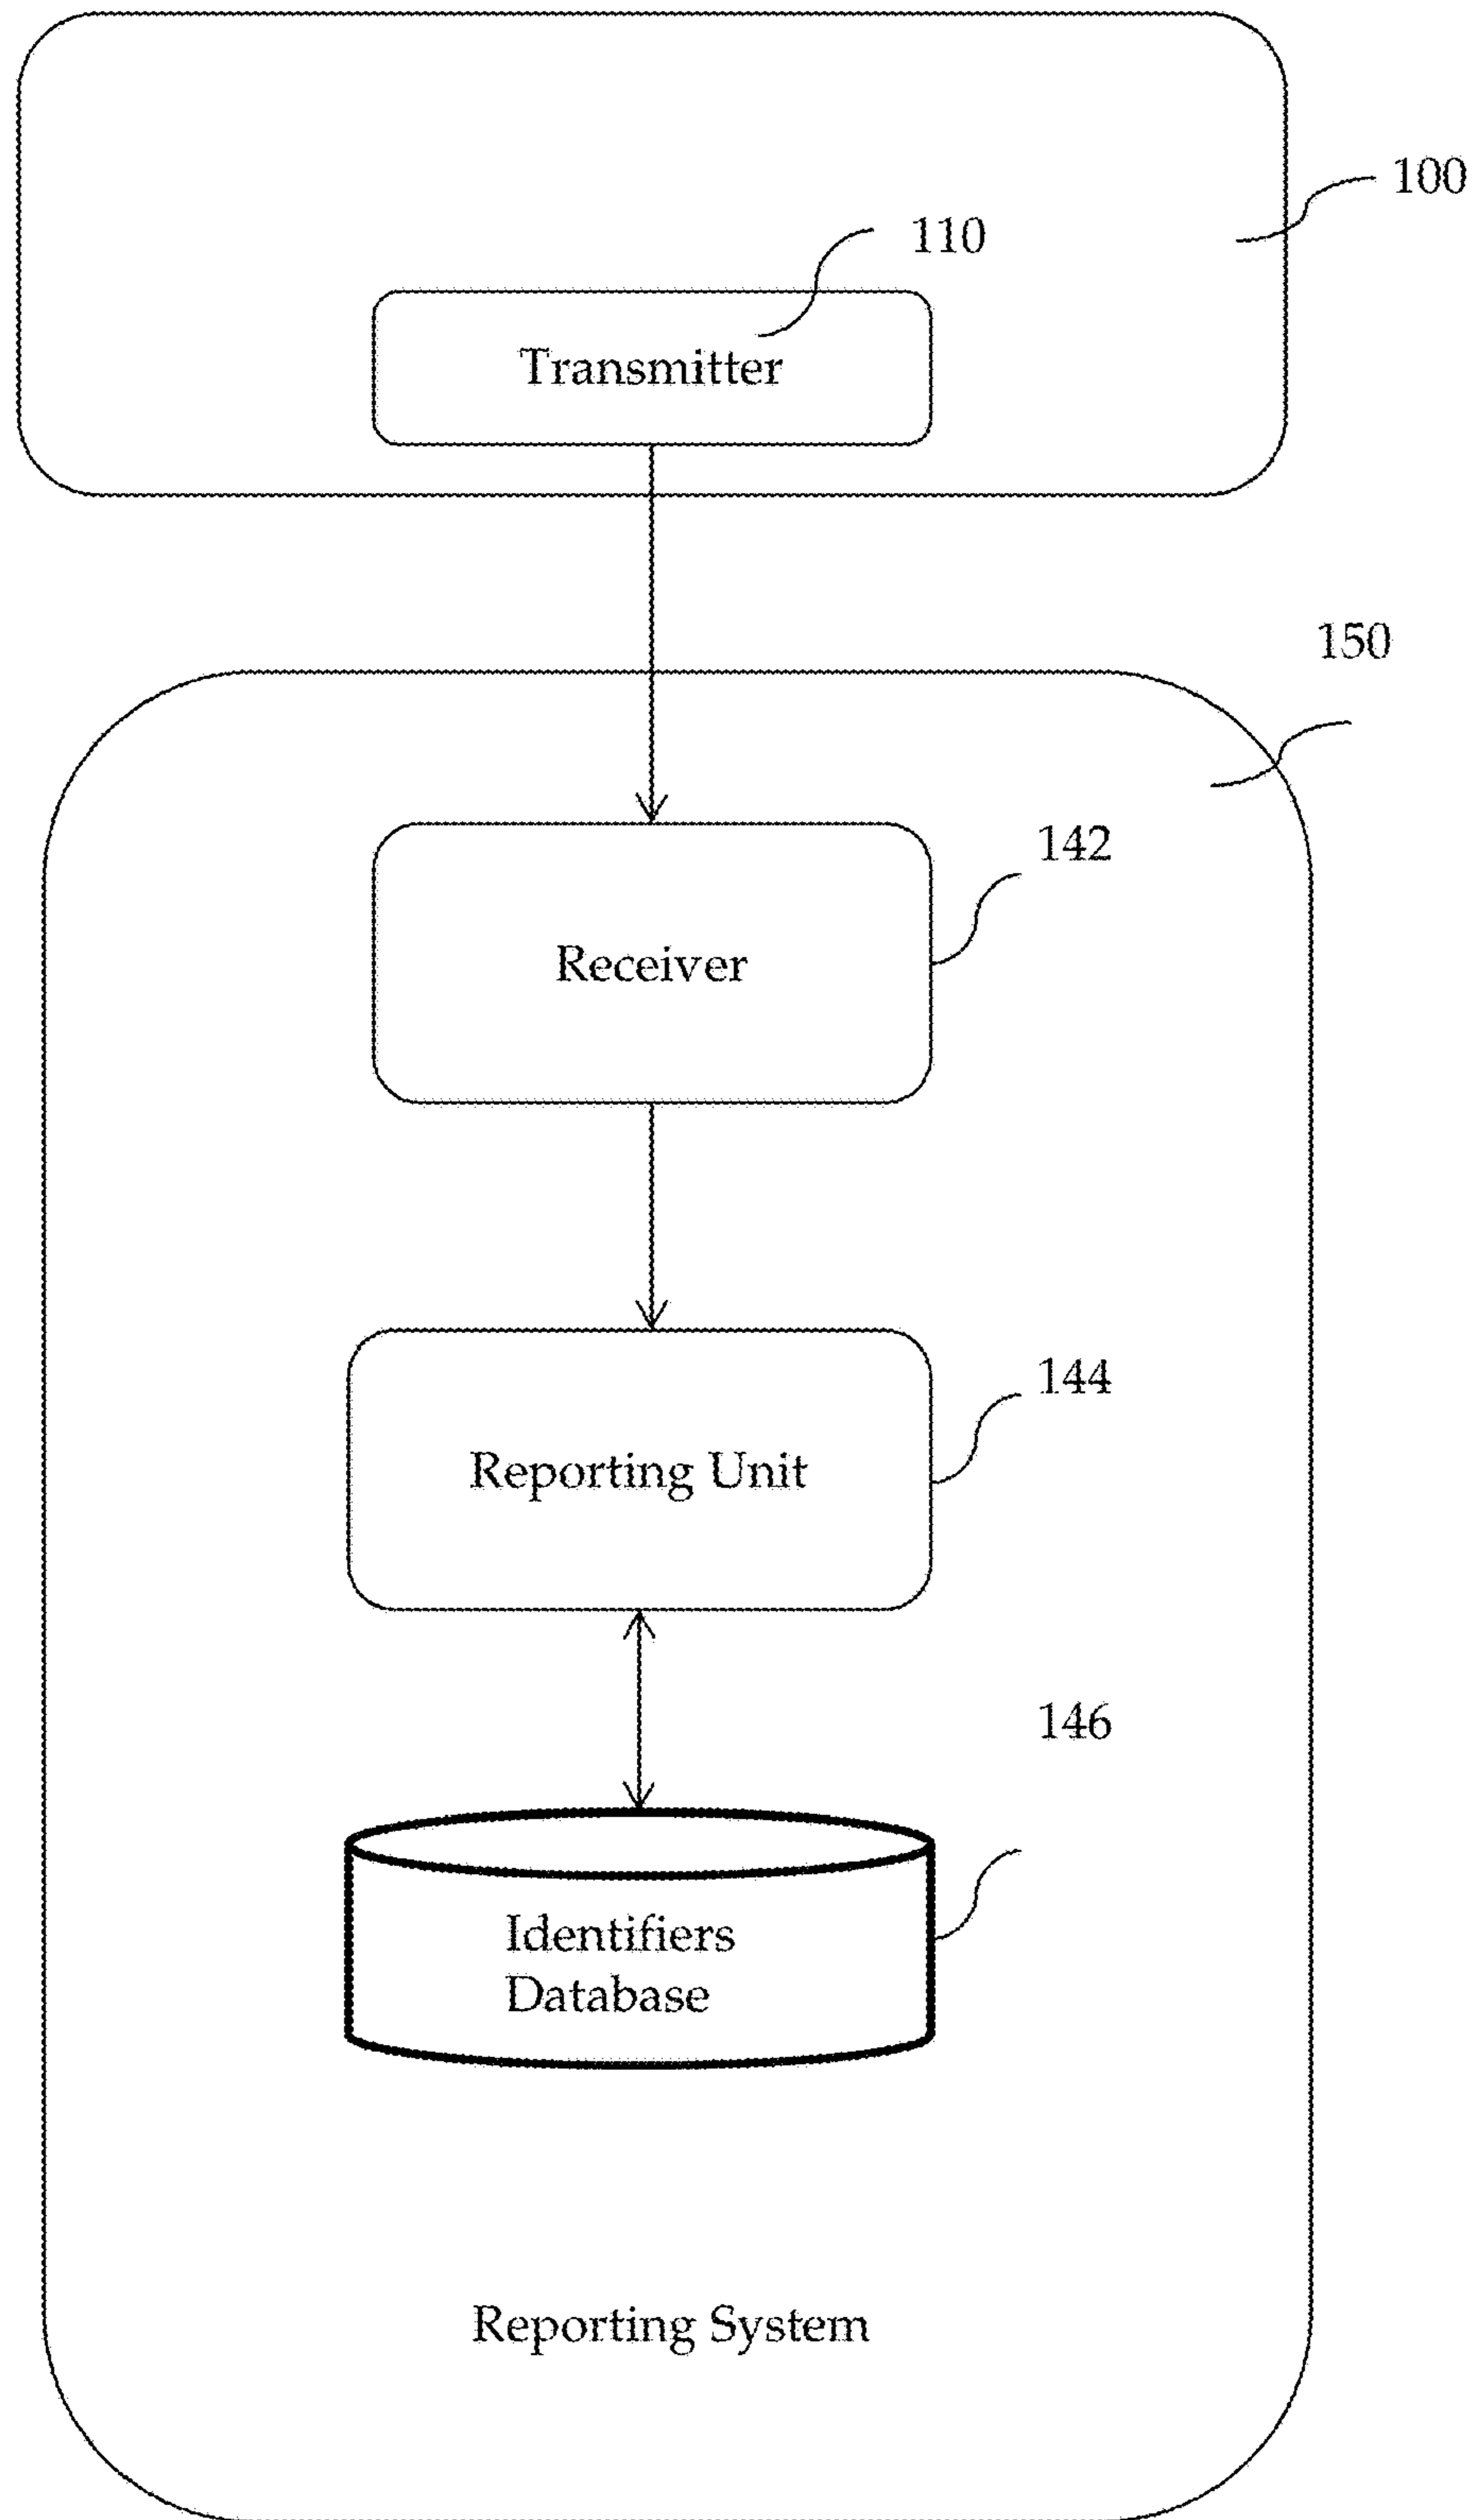 100
110
Transmitter
150
142
Receiver
144
Reporting Unit
146
Identifiers
Database
Reporting System